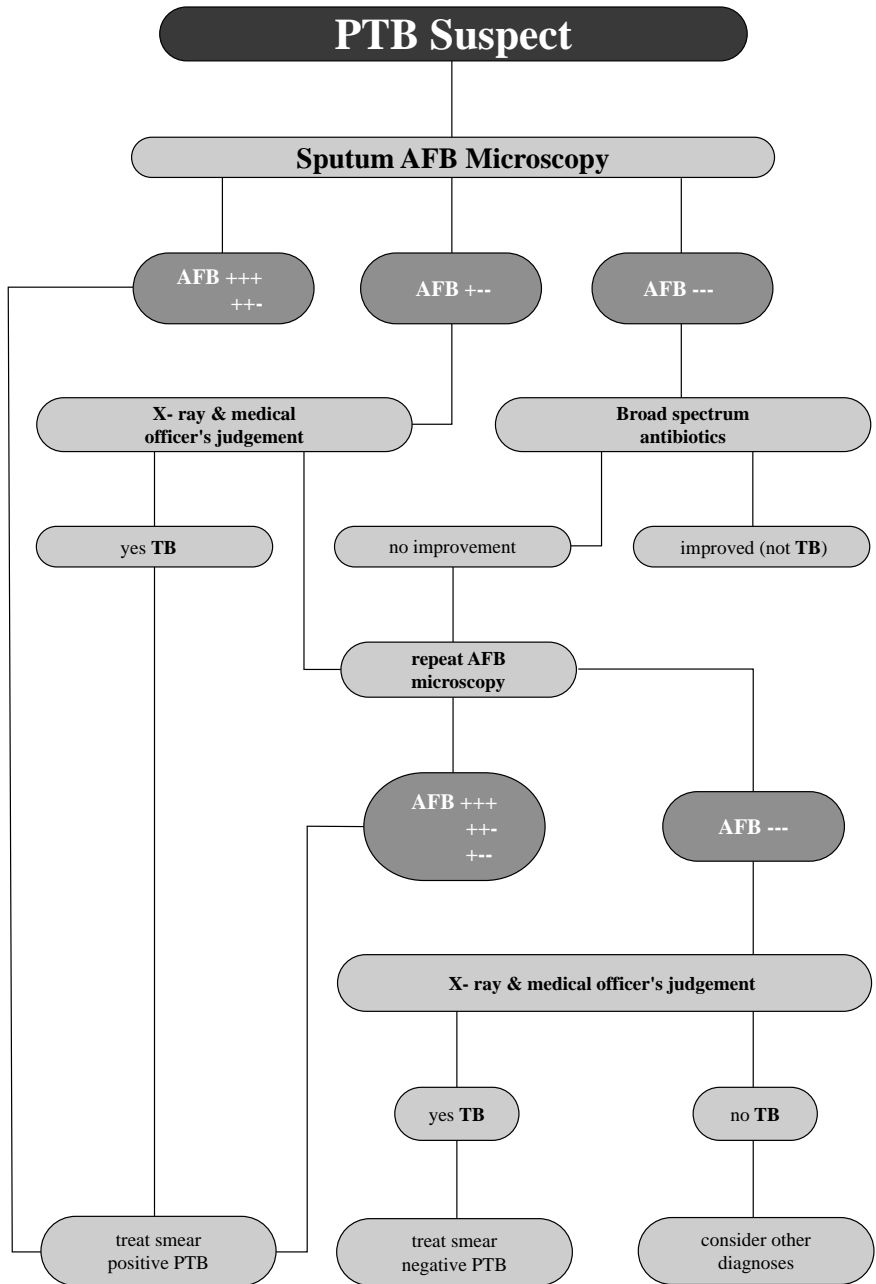 PTB Suspect
Sputum AFB Microscopy
AFB +++
++-
AFB +--
AFB ---
X- ray & medical
officer's judgement
Broad spectrum
antibiotics
yes TB
no improvement
improved (not TB)
repeat AFB
microscopy
AFB +++
++-
+--
AFB ---
X- ray & medical officer's judgement
yes TB
no TB
treat smear
positive PTB
treat smear
negative PTB
consider other
diagnoses